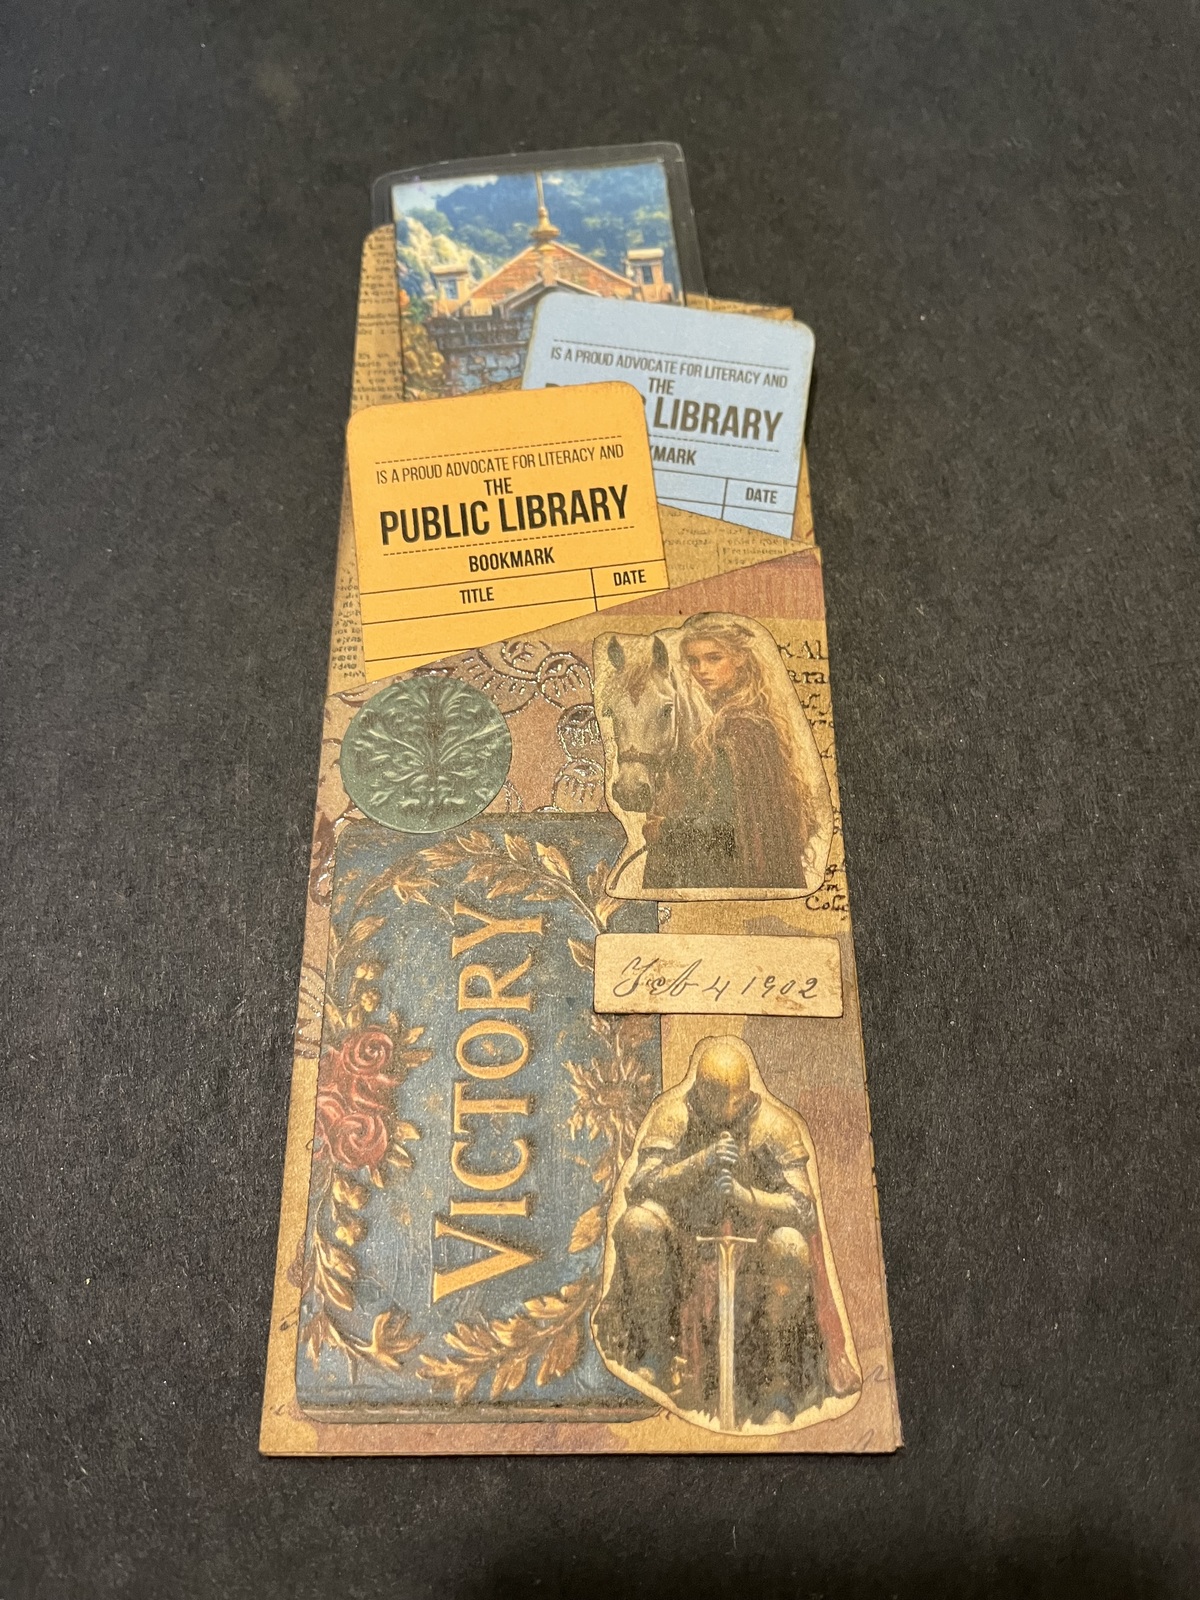 IS A PROUD ADVOCATE FOR LITERACY AND
THE
LIBRARY
DATE
IS A PROUD ADVOCATE FOR LITERACY AND
THE
PUBLIC LIBRARY
BOOKMARK
TITLE DATE
VICTORY
Feb 4 1902